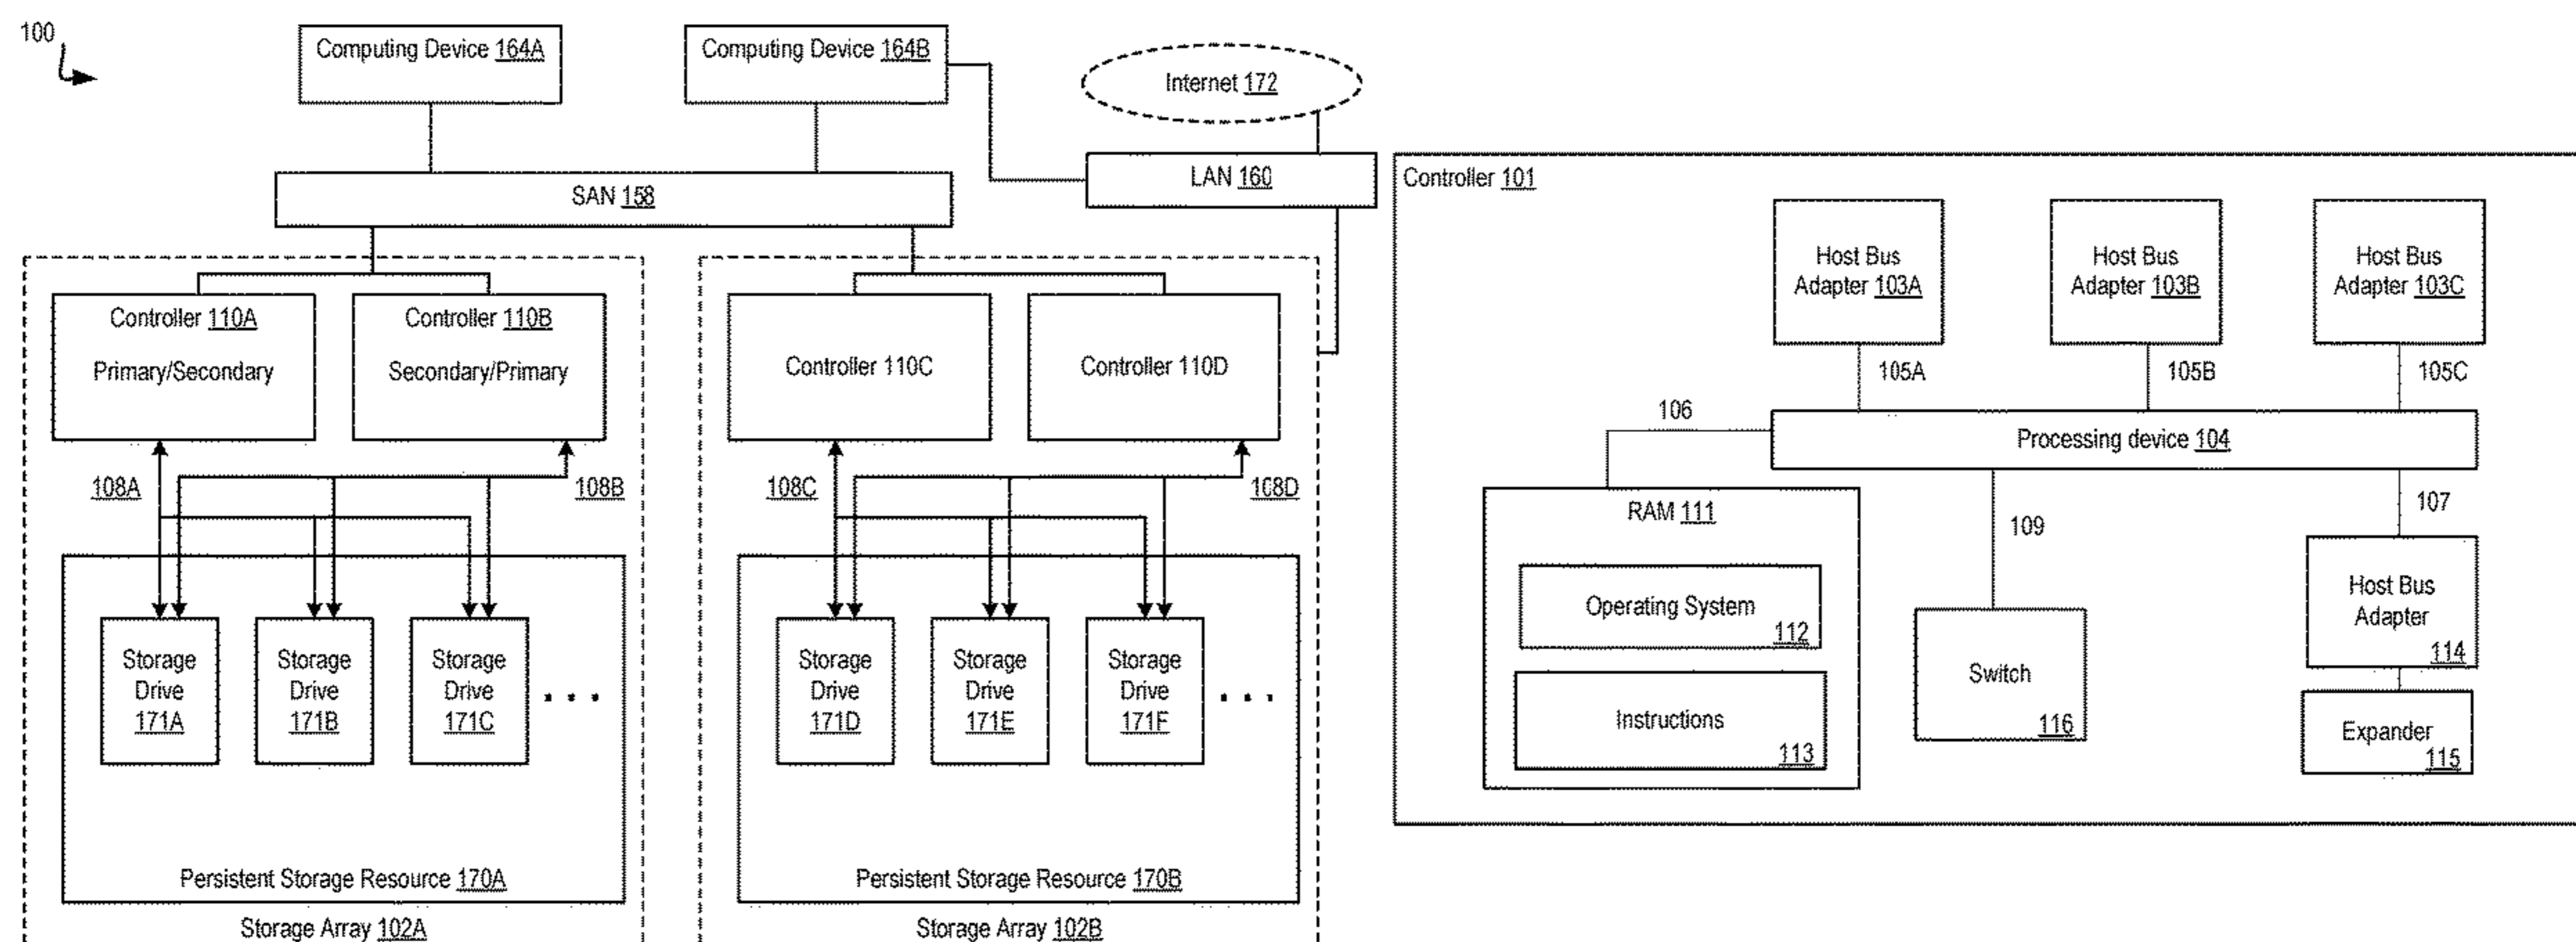 100
Computing Device 164A
Computing Device 164B
Internet 172
SAN 158
LAN 160
Controller 110A
Primary/Secondary
Controller 110B
Secondary/Primary
Controller 110C
Controller 110D
108A
108B
108C
108D
Storage
Drive
171A
Storage
Drive
171B
Storage
Drive
171C
...
Storage
Drive
171D
Storage
Drive
171E
Storage
Drive
171F
...
Persistent Storage Resource 170A
Persistent Storage Resource 170B
Storage Array 102A
Storage Array 102B
Controller 101
Host Bus
Adapter 103A
Host Bus
Adapter 103B
Host Bus
Adapter 103C
105A
105B
105C
106
Processing device 104
107
109
RAM 111
Operating System
112
Instructions
113
Switch
116
Host Bus
Adapter
114
Expander
115